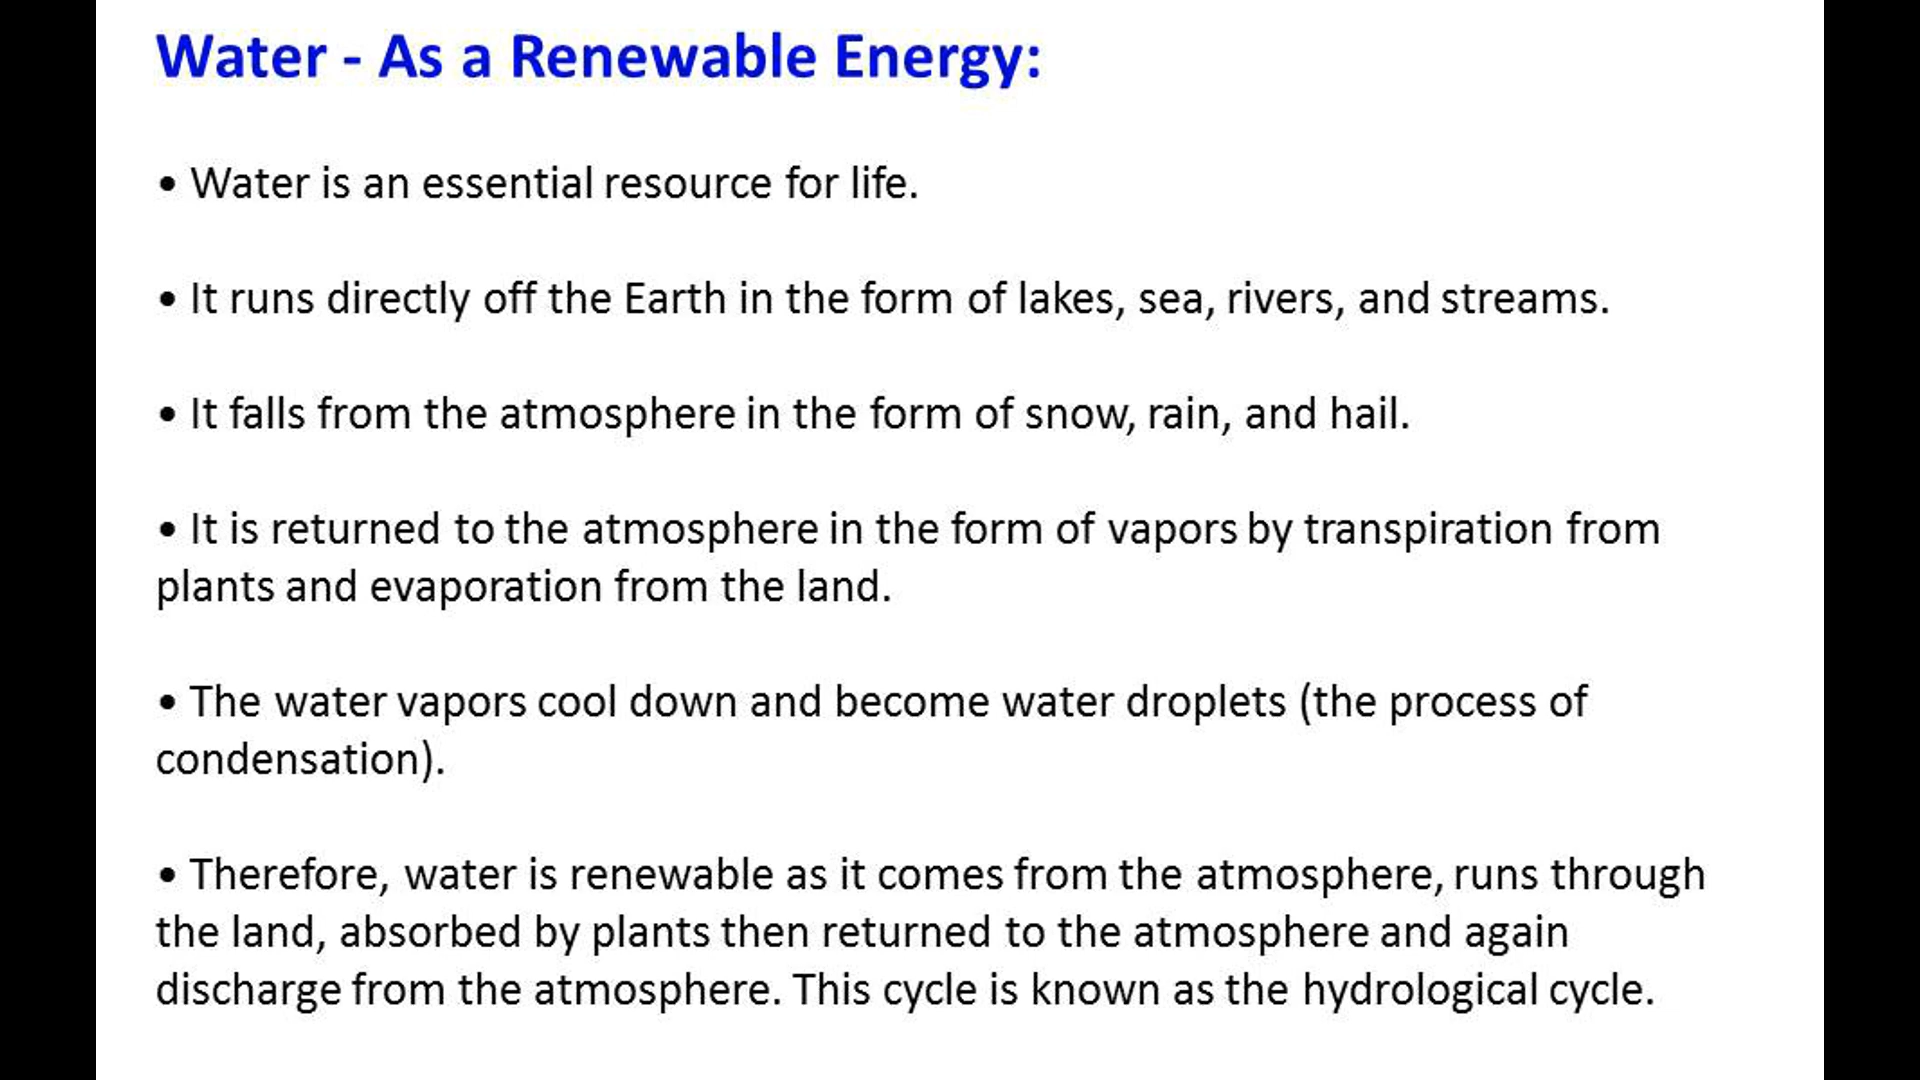 Water - As a Renewable Energy:
• Water is an essential resource for life.
• It runs directly off the Earth in the form of lakes, sea, rivers, and streams.
• It falls from the atmosphere in the form of snow, rain, and hail.
• It is returned to the atmosphere in the form of vapors by transpiration from
plants and evaporation from the land.
• The water vapors cool down and become water droplets (the process of
condensation).
• Therefore, water is renewable as it comes from the atmosphere, runs through
the land, absorbed by plants then returned to the atmosphere and again
discharge from the atmosphere. This cycle is known as the hydrological cycle.